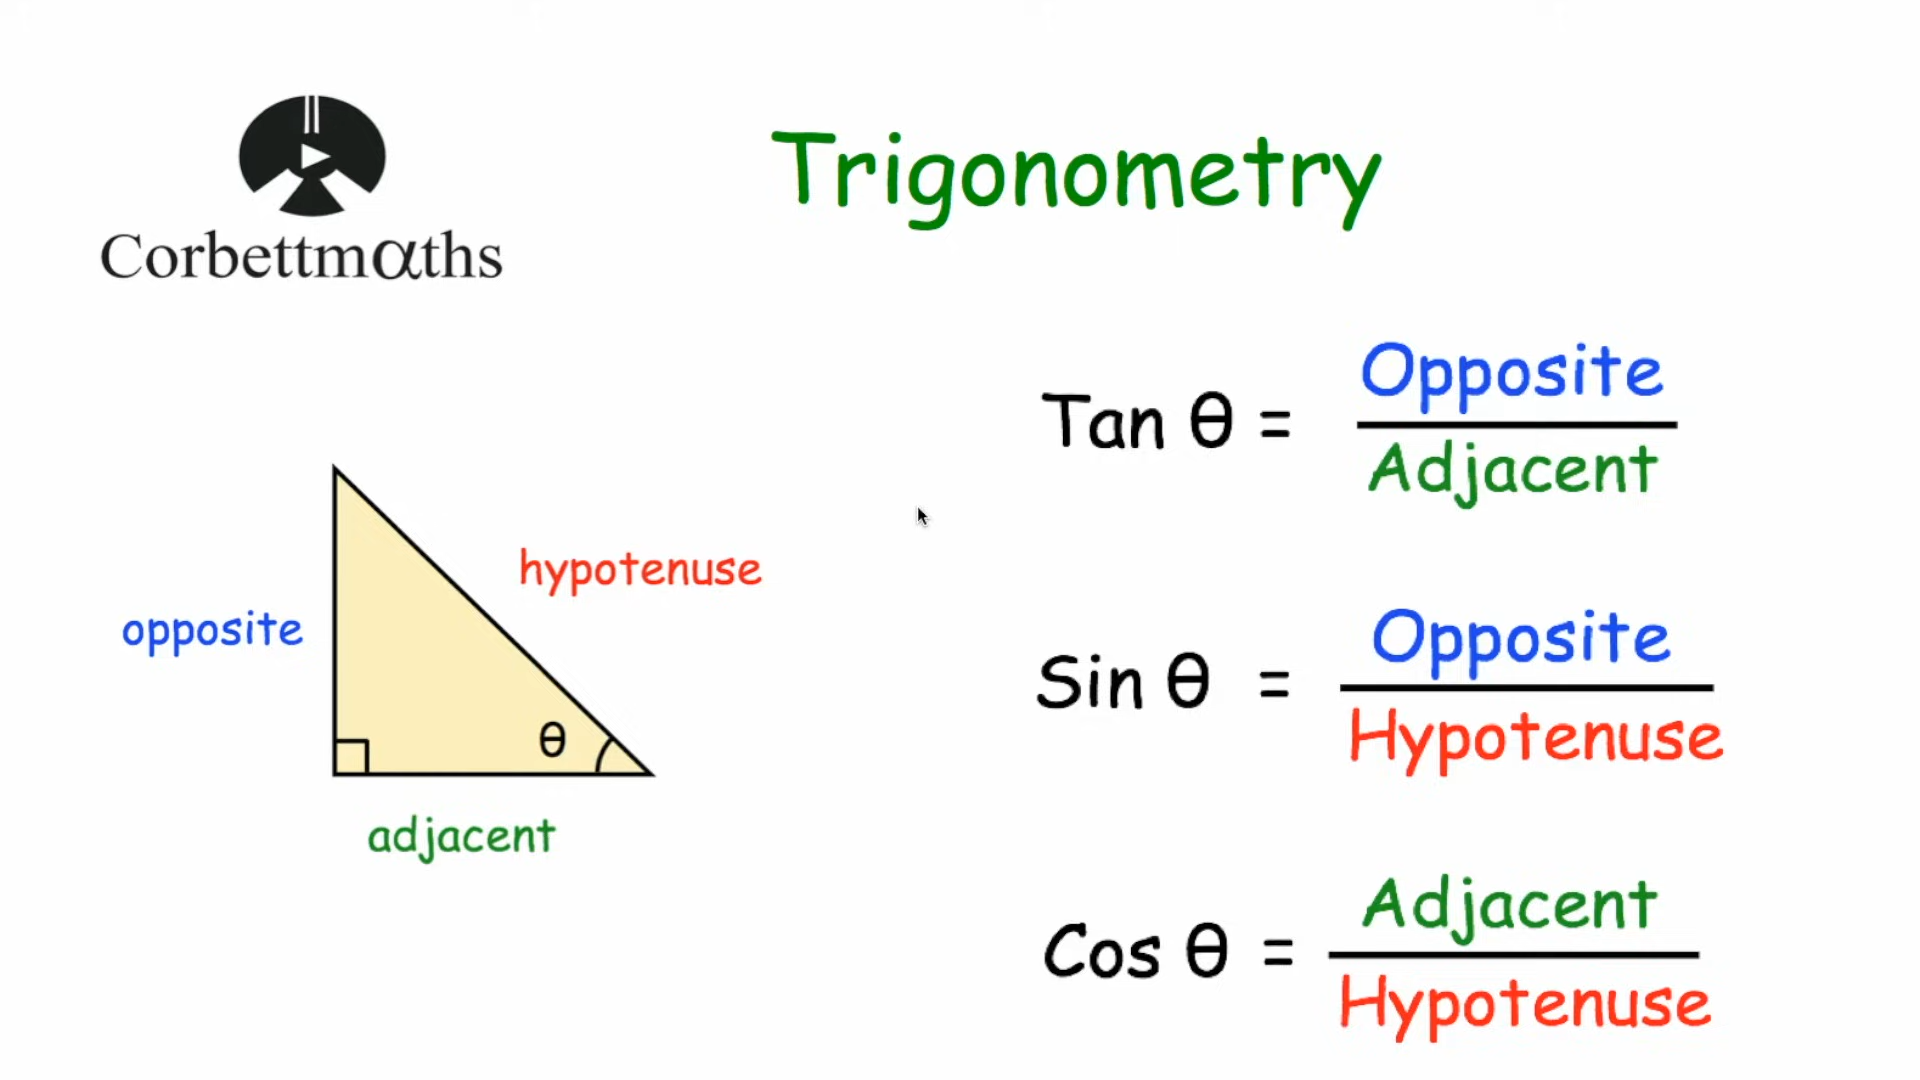 Corbettmαths
Trigonometry
opposite
hypotenuse
θ
adjacent
Tan θ = Opposite
Adjacent
Sin θ = Opposite
Hypotenuse
Cos θ = Adjacent
Hypotenuse